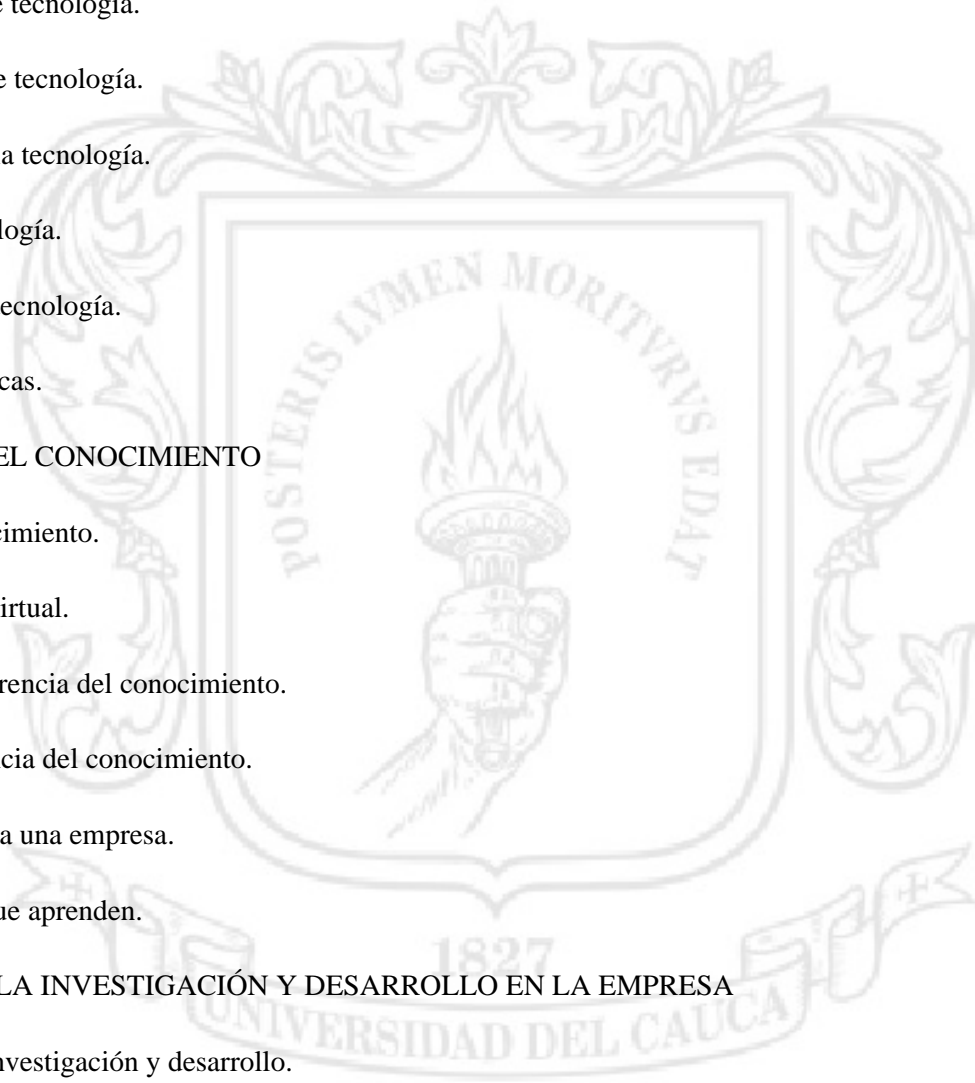 e tecnología.
e tecnología.
a tecnología.
logía.
ecnología.
cas.
EL CONOCIMIENTO
cimiento.
irtual.
rencia del conocimiento.
cia del conocimiento.
a una empresa.
ue aprenden.
LA INVESTIGACIÓN Y DESARROLLO EN LA EMPRESA
nvestigación y desarrollo.
POSTERIS LVMEN MORITVRVS EDAT
1827
UNIVERSIDAD DEL CAUCA